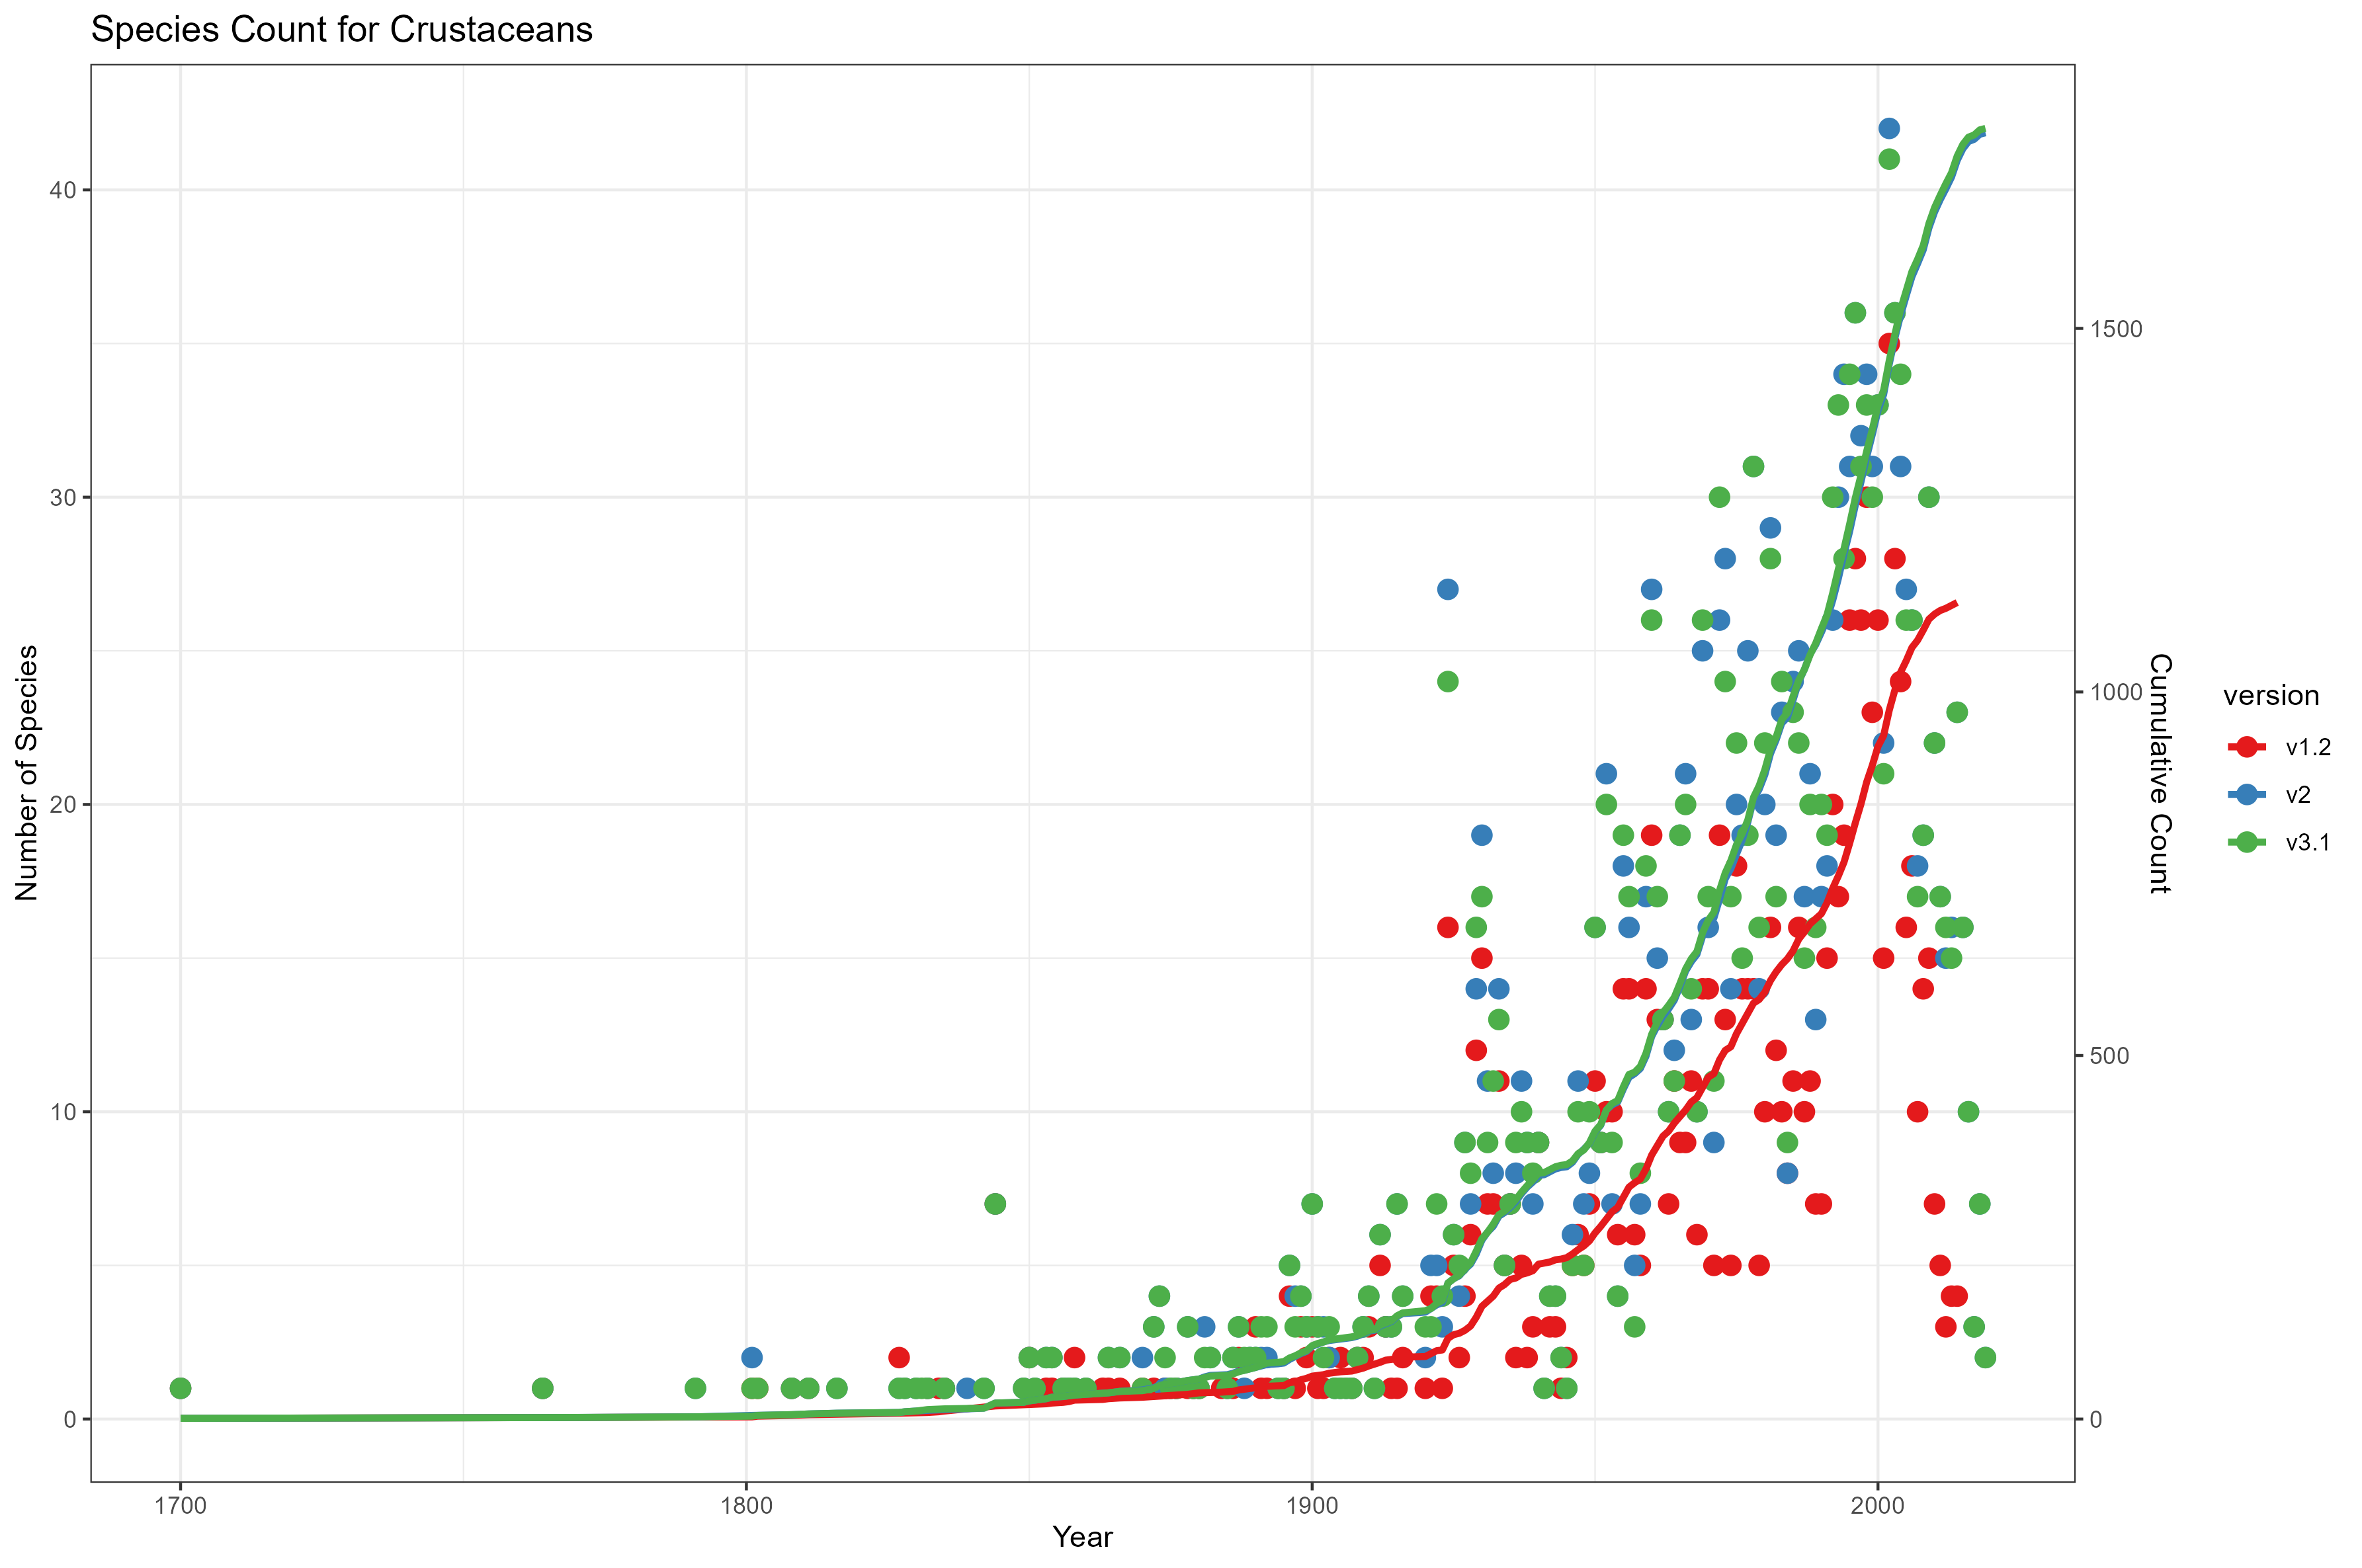 Species Count for Crustaceans
Number of Species
40
30
20
10
0
1700
1800
1900
2000
Year
1500
1000
500
0
Cumulative Count
version
v1.2
v2
v3.1